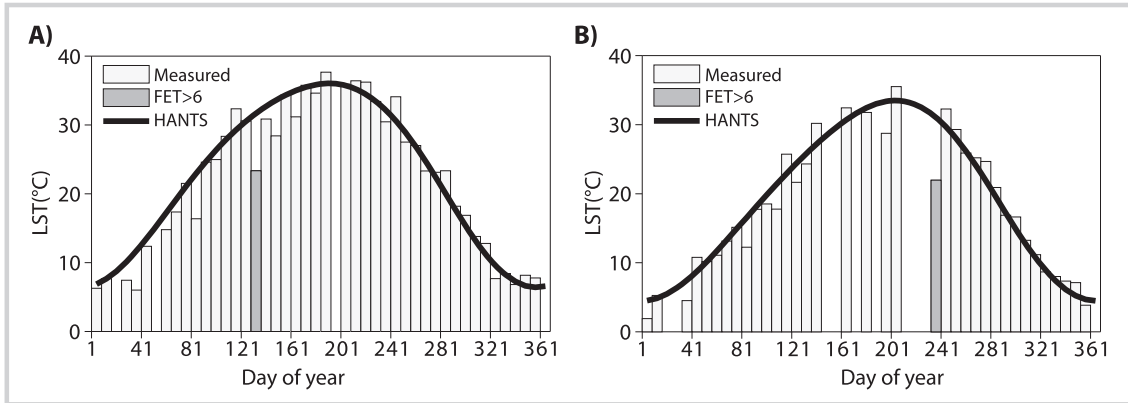 A)
40
30
20
10
0
LST(°C)
Measured
FET>6
HANTS
1 41 81 121 161 201 241 281 321 361
Day of year
B)
40
30
20
10
0
LST(°C)
Measured
FET>6
HANTS
1 41 81 121 161 201 241 281 321 361
Day of year